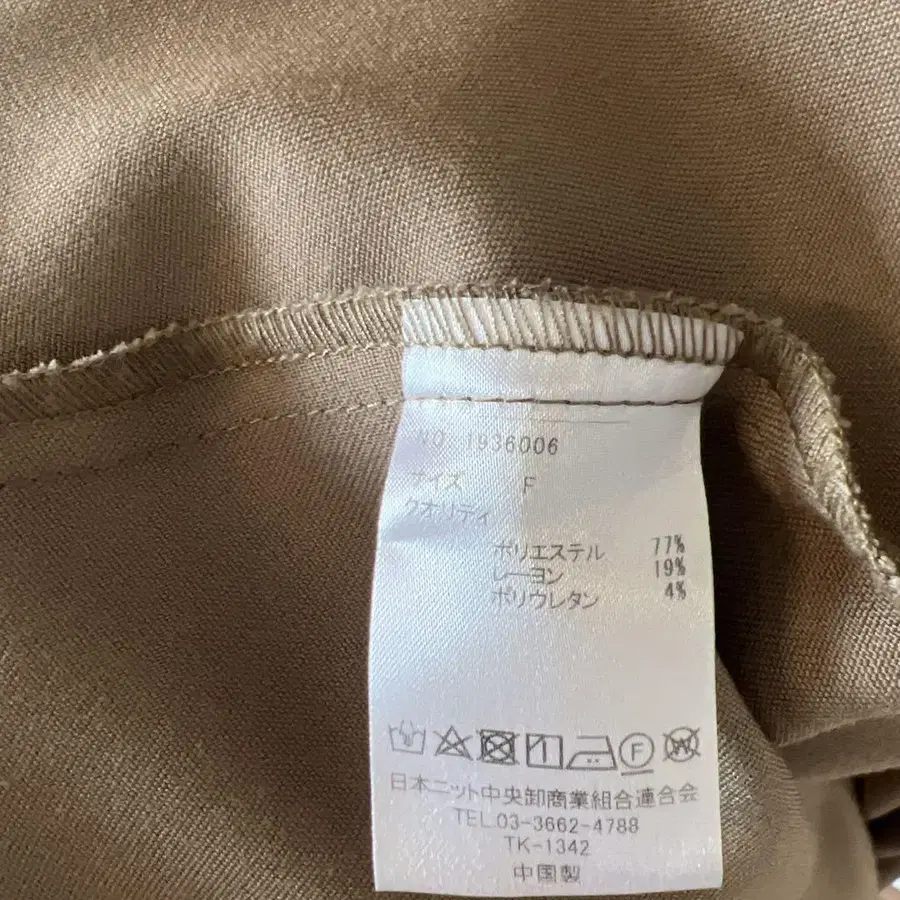 NO. 1936006
サイズ F
クオリティ
ポリエステル 77%
レーヨン 19%
ポリウレタン 4%
F W
日本ニット中央卸商業組合連合会
TEL.03-3662-4788
TK-1342
中国製